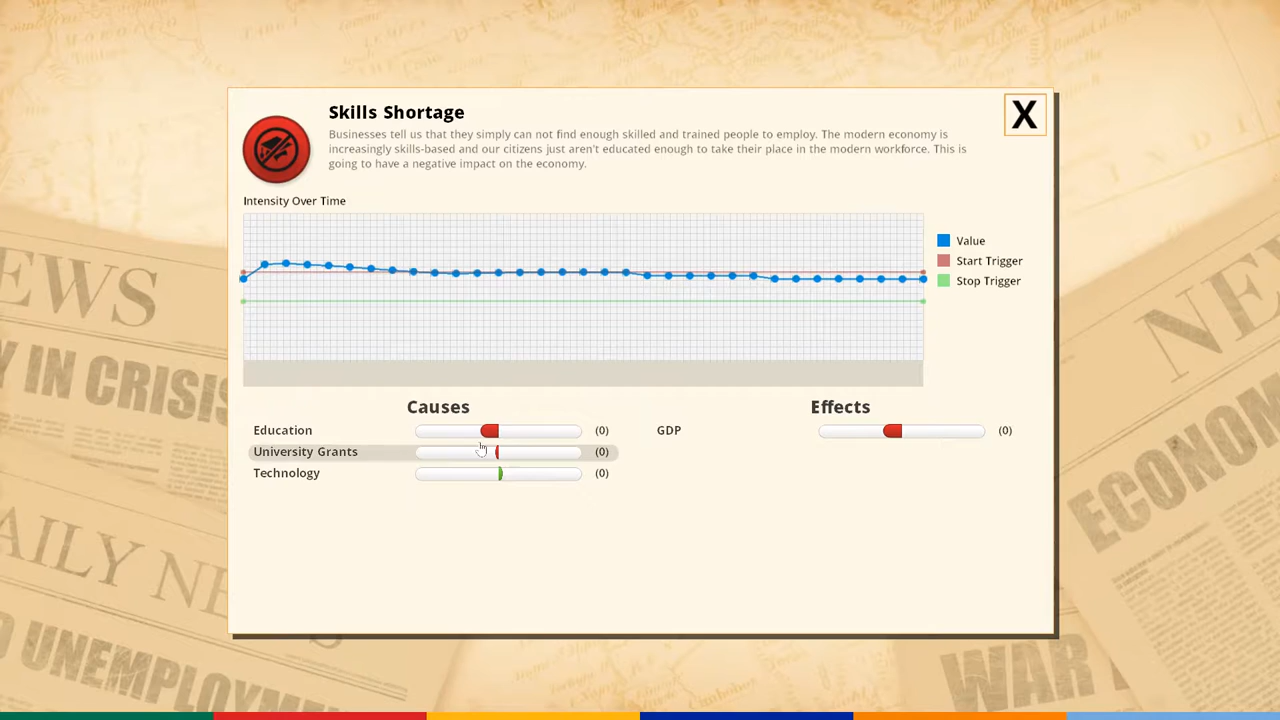 Skills Shortage
X
Businesses tell us that they simply can not find enough skilled and trained people to employ. The modern economy is
increasingly skills-based and our citizens just aren't educated enough to take their place in the modern workforce. This is
going to have a negative impact on the economy.
Intensity Over Time
Value
Start Trigger
Stop Trigger
Causes
Effects
Education (0)
GDP (0)
University Grants (0)
Technology (0)
EWS
Y IN CRISIS
AILY NE
UNEMPLOYM
NE
ECONOM
WAR